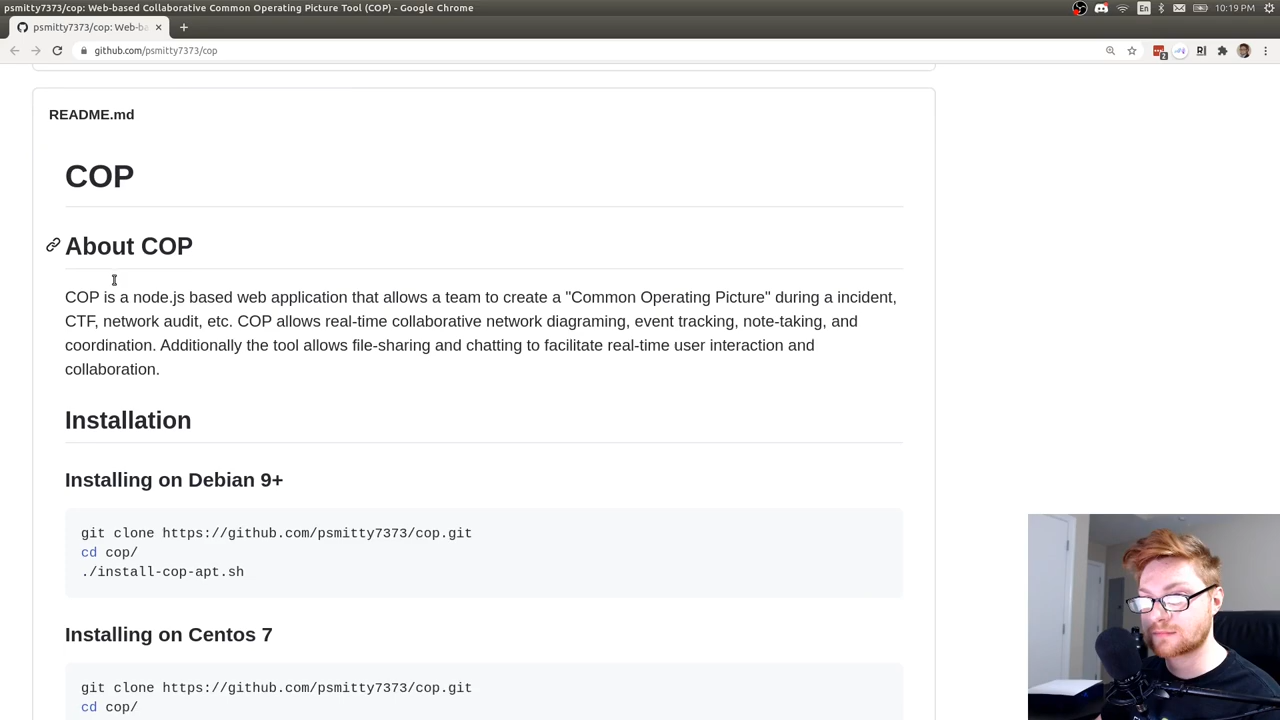 psmitty7373/cop: Web-based Collaborative Common Operating Picture Tool (COP) - Google Chrome
En
10:19 PM
psmitty7373/cop: Web-ba
github.com/psmitty7373/cop
2
RI
README.md
COP
About COP
COP is a node.js based web application that allows a team to create a "Common Operating Picture" during a incident,
CTF, network audit, etc. COP allows real-time collaborative network diagraming, event tracking, note-taking, and
coordination. Additionally the tool allows file-sharing and chatting to facilitate real-time user interaction and
collaboration.
Installation
Installing on Debian 9+
git clone https://github.com/psmitty7373/cop.git
cd cop/
./install-cop-apt.sh
Installing on Centos 7
git clone https://github.com/psmitty7373/cop.git
cd cop/